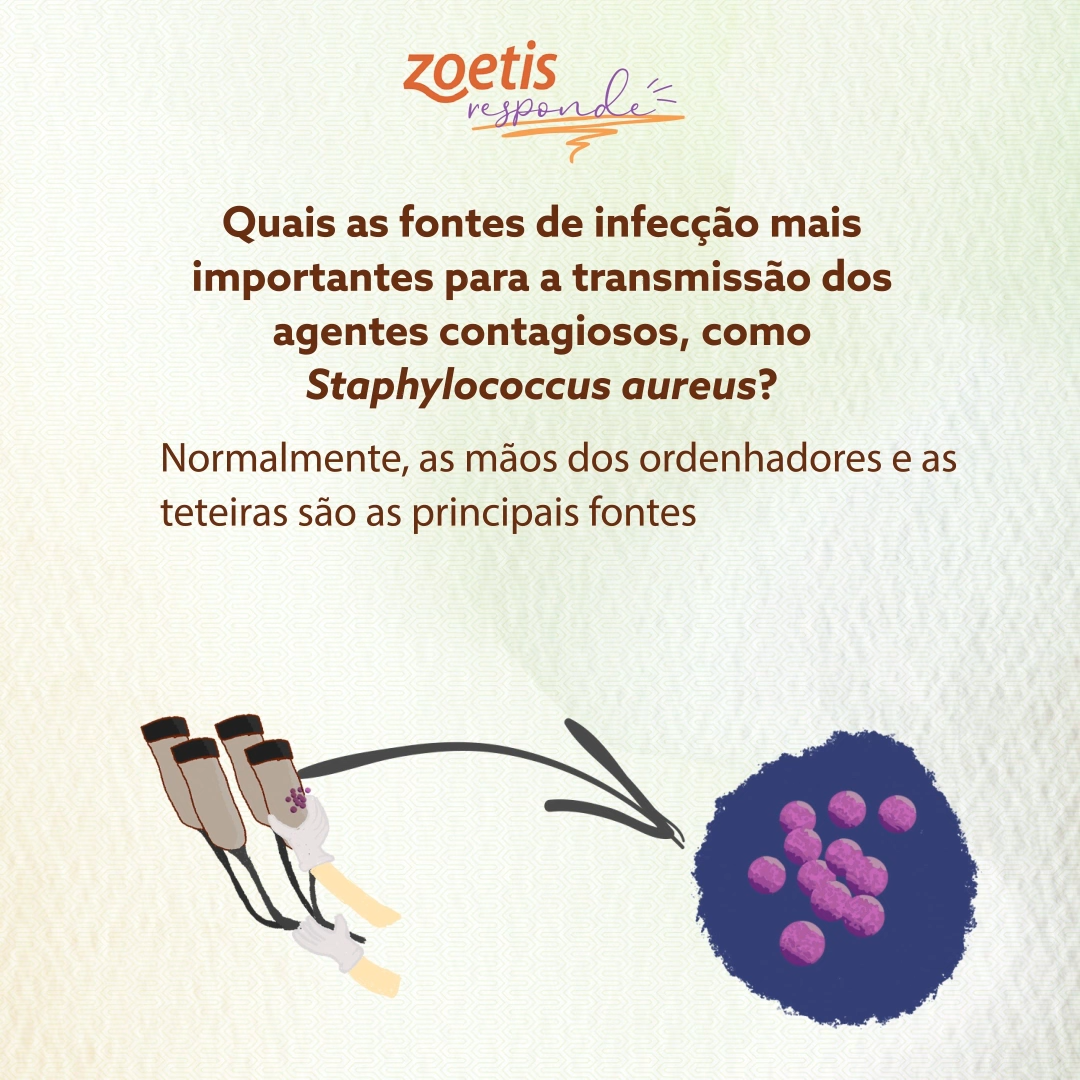 zoetis
responde
Quais as fontes de infecção mais
importantes para a transmissão dos
agentes contagiosos, como
Staphylococcus aureus?
Normalmente, as mãos dos ordenhadores e as
teteiras são as principais fontes